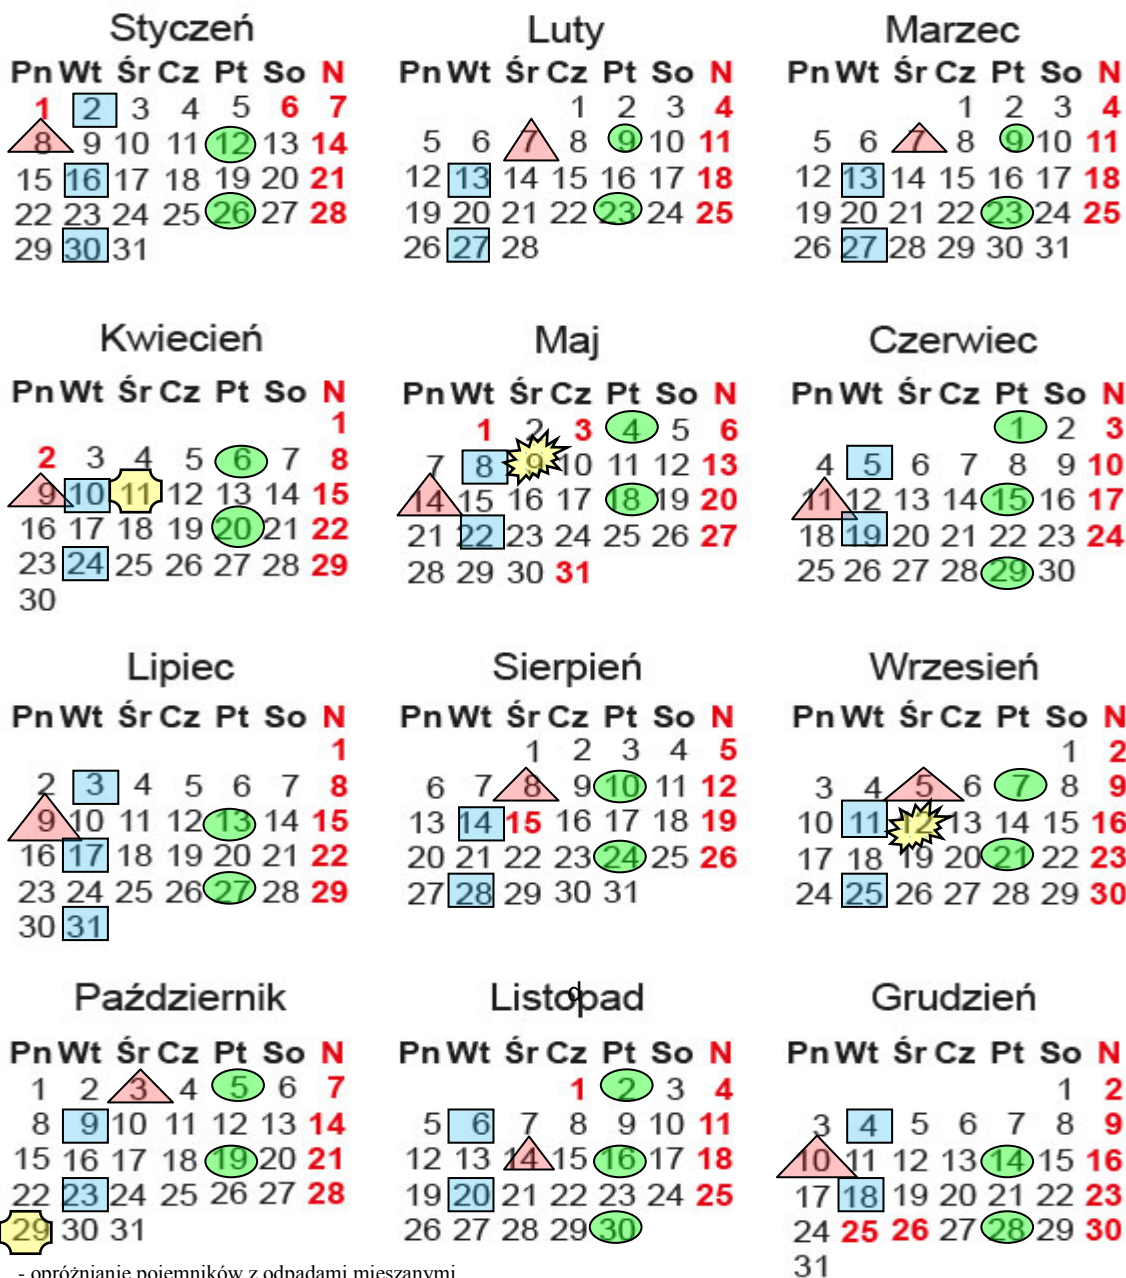 Styczeń
Pn Wt Śr Cz Pt So N
1 2 3 4 5 6 7
8 9 10 11 12 13 14
15 16 17 18 19 20 21
22 23 24 25 26 27 28
29 30 31
Luty
Pn Wt Śr Cz Pt So N
1 2 3 4
5 6 7 8 9 10 11
12 13 14 15 16 17 18
19 20 21 22 23 24 25
26 27 28
Marzec
Pn Wt Śr Cz Pt So N
1 2 3 4
5 6 7 8 9 10 11
12 13 14 15 16 17 18
19 20 21 22 23 24 25
26 27 28 29 30 31
Kwiecień
Pn Wt Śr Cz Pt So N
1
2 3 4 5 6 7 8
9 10 11 12 13 14 15
16 17 18 19 20 21 22
23 24 25 26 27 28 29
30
Maj
Pn Wt Śr Cz Pt So N
1 2 3 4 5 6
7 8 9 10 11 12 13
14 15 16 17 18 19 20
21 22 23 24 25 26 27
28 29 30 31
Czerwiec
Pn Wt Śr Cz Pt So N
1 2 3
4 5 6 7 8 9 10
11 12 13 14 15 16 17
18 19 20 21 22 23 24
25 26 27 28 29 30
Lipiec
Pn Wt Śr Cz Pt So N
1
2 3 4 5 6 7 8
9 10 11 12 13 14 15
16 17 18 19 20 21 22
23 24 25 26 27 28 29
30 31
Sierpień
Pn Wt Śr Cz Pt So N
1 2 3 4 5
6 7 8 9 10 11 12
13 14 15 16 17 18 19
20 21 22 23 24 25 26
27 28 29 30 31
Wrzesień
Pn Wt Śr Cz Pt So N
1 2
3 4 5 6 7 8 9
10 11 12 13 14 15 16
17 18 19 20 21 22 23
24 25 26 27 28 29 30
Październik
Pn Wt Śr Cz Pt So N
1 2 3 4 5 6 7
8 9 10 11 12 13 14
15 16 17 18 19 20 21
22 23 24 25 26 27 28
29 30 31
Listopad
d
Pn Wt Śr Cz Pt So N
1 2 3 4
5 6 7 8 9 10 11
12 13 14 15 16 17 18
19 20 21 22 23 24 25
26 27 28 29 30
Grudzień
Pn Wt Śr Cz Pt So N
1 2
3 4 5 6 7 8 9
10 11 12 13 14 15 16
17 18 19 20 21 22 23
24 25 26 27 28 29 30
31
- opróżnianie pojemników z odpadami mieszanymi